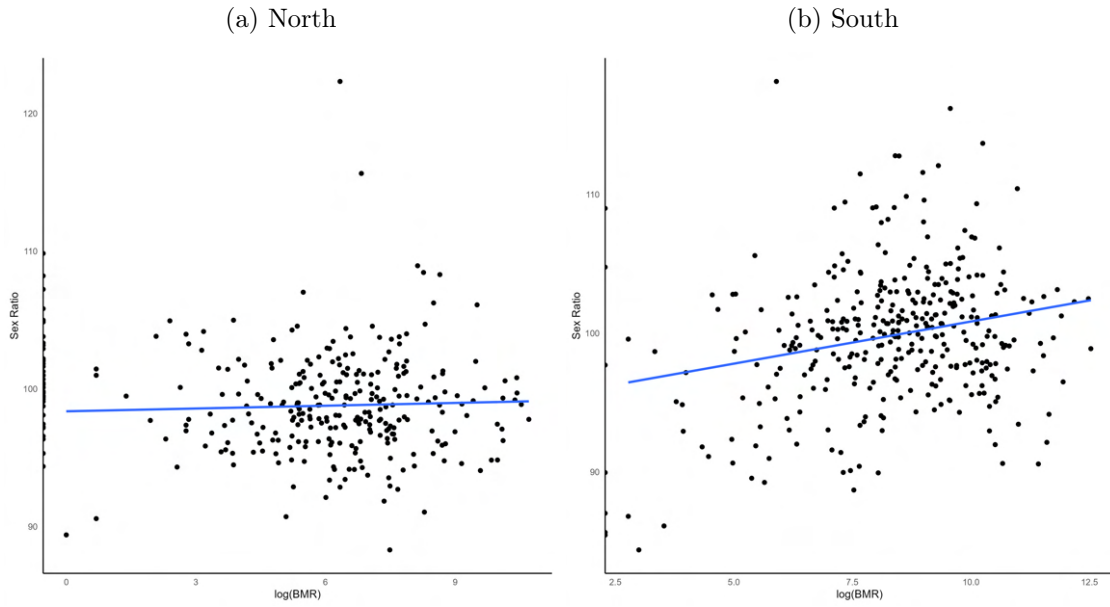 (a) North
120
110
100
90
Sex Ratio
0 3 6 9
log(BMR)
(b) South
110
100
90
Sex Ratio
2.5 5.0 7.5 10.0 12.5
log(BMR)